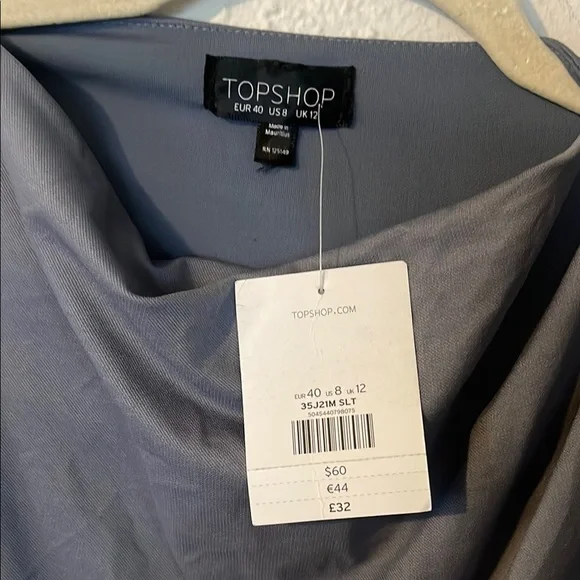 TOPSHOP
EUR 40 US 8 UK 12
Made in
Mauritius
RN 125149
TOPSHOP.COM
EUR 40 US 8 UK 12
35J21M SLT
5045440798075
$60
€44
£32